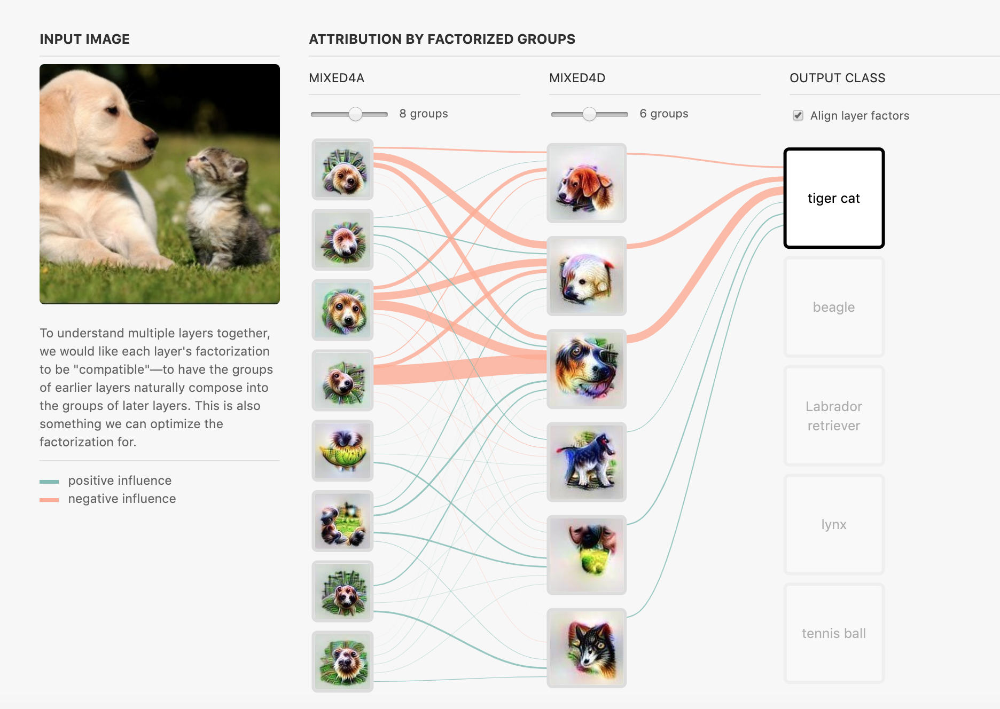 INPUT IMAGE
To understand multiple layers together,
we would like each layer's factorization
to be "compatible"—to have the groups
of earlier layers naturally compose into
the groups of later layers. This is also
something we can optimize the
factorization for.
positive influence
negative influence
ATTRIBUTION BY FACTORIZED GROUPS
MIXED4A
8 groups
MIXED4D
6 groups
OUTPUT CLASS
Align layer factors
tiger cat
beagle
Labrador
retriever
lynx
tennis ball